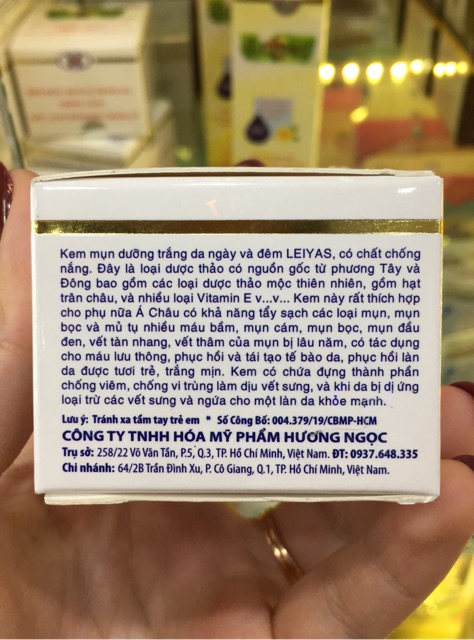 Kem mụn dưỡng trắng da ngày và đêm LEIYAS, có chất chống
nắng. Đây là loại dược thảo có nguồn gốc từ phương Tây và
Đông bao gồm các loại dược thảo mộc thiên nhiên, gồm hạt
trân châu, và nhiều loại Vitamin E v...v... Kem này rất thích hợp
cho phụ nữa Á Châu có khả năng tẩy sạch các loại mụn, mụn
bọc và mủ tụ nhiều máu bầm, mụn cám, mụn bọc, mụn đầu
đen, vết tàn nhang, vết thâm của mụn bị lâu năm, có tác dụng
cho máu lưu thông, phục hồi và tái tạo tế bào da, phục hồi làn
da được tươi trẻ, trắng mịn. Kem có chứa đựng thành phần
chống viêm, chống vi trùng làm dịu vết sưng, và khi da bị dị ứng
loại trừ các vết sưng và ngứa cho một làn da khỏe mạnh.
Lưu ý: Tránh xa tầm tay trẻ em * Số Công Bố: 004.379/19/CBMP-HCM
CÔNG TY TNHH HÓA MỸ PHẨM HƯƠNG NGỌC
Trụ sở: 258/22 Võ Văn Tần, P.5, Q.3, TP. Hồ Chí Minh, Việt Nam. ĐT: 0937.648.335
Chi nhánh: 64/2B Trần Đình Xu, P. Cô Giang, Q.1, TP. Hồ Chí Minh, Việt Nam.